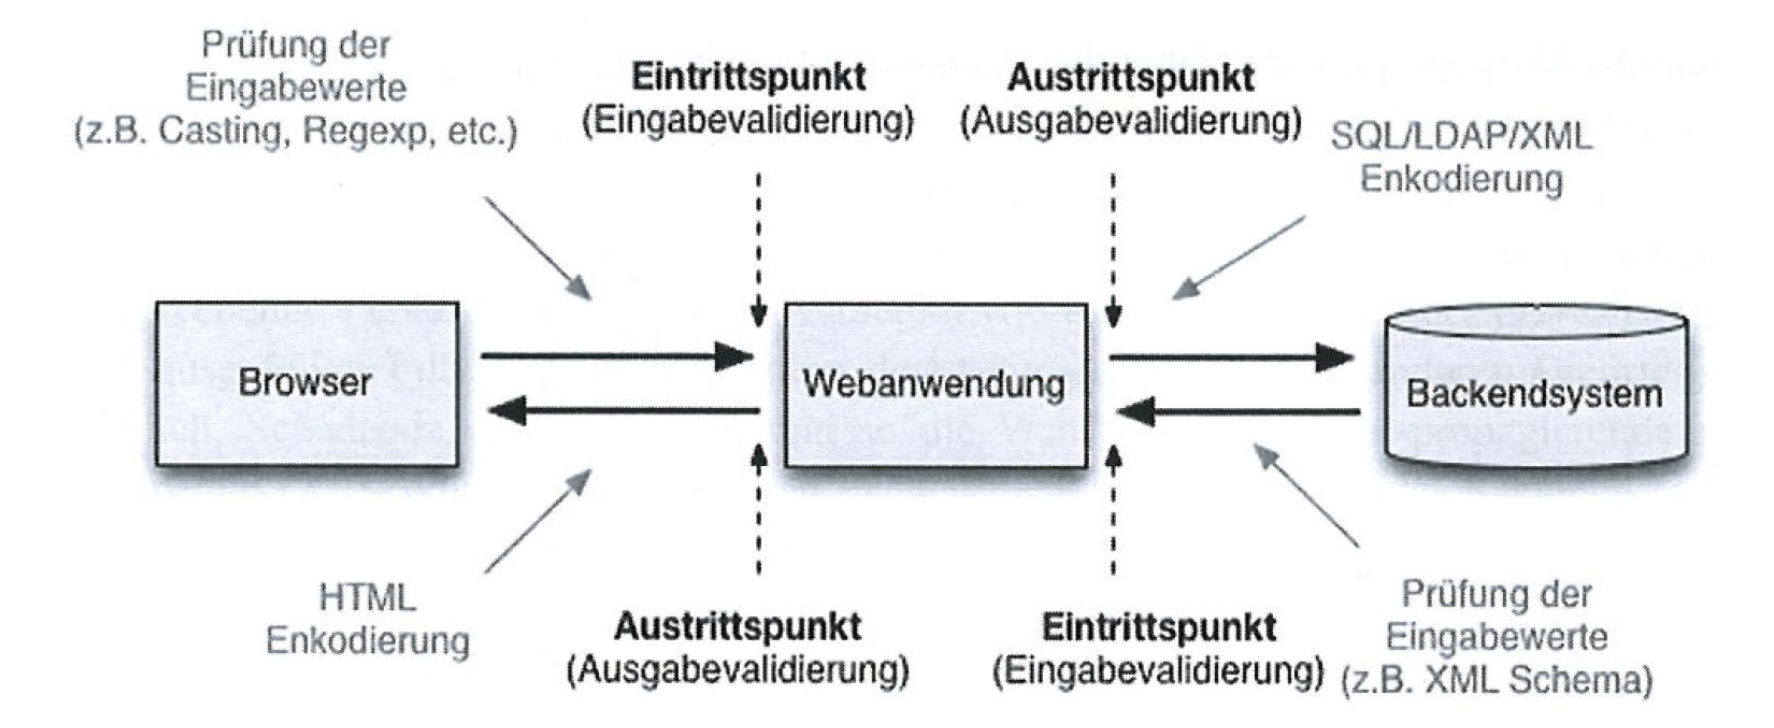 Prüfung der
Eingabewerte
(z.B. Casting, Regexp, etc.)
Eintrittspunkt
(Eingabevalidierung)
Austrittspunkt
(Ausgabevalidierung)
SQL/LDAP/XML
Enkodierung
Browser
Webanwendung
Backendsystem
HTML
Enkodierung
Austrittspunkt
(Ausgabevalidierung)
Eintrittspunkt
(Eingabevalidierung)
Prüfung der
Eingabewerte
(z.B. XML Schema)